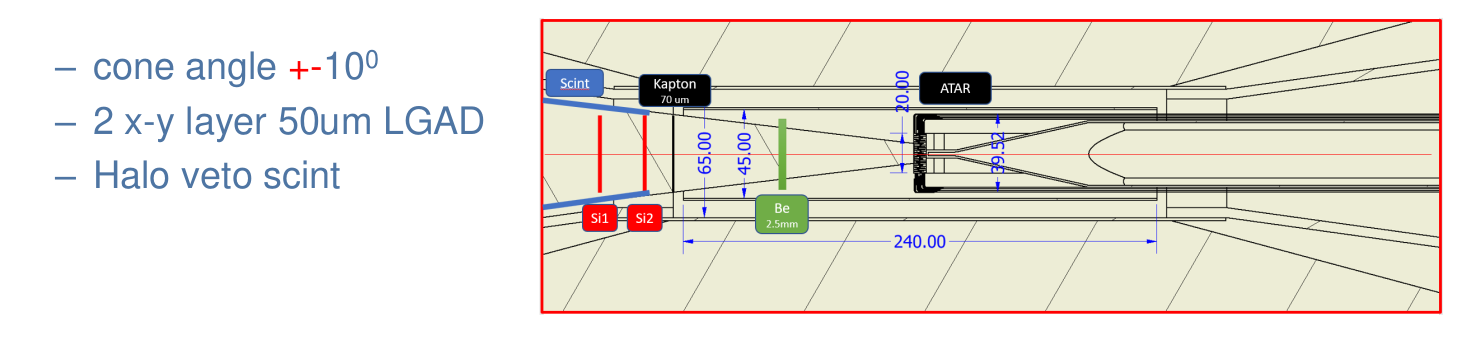 – cone angle +-10⁰
– 2 x-y layer 50um LGAD
– Halo veto scint
Scint
Kapton
70 um
ATAR
20.00
65.00
45.00
39.52
Si1
Si2
Be
2.5mm
240.00